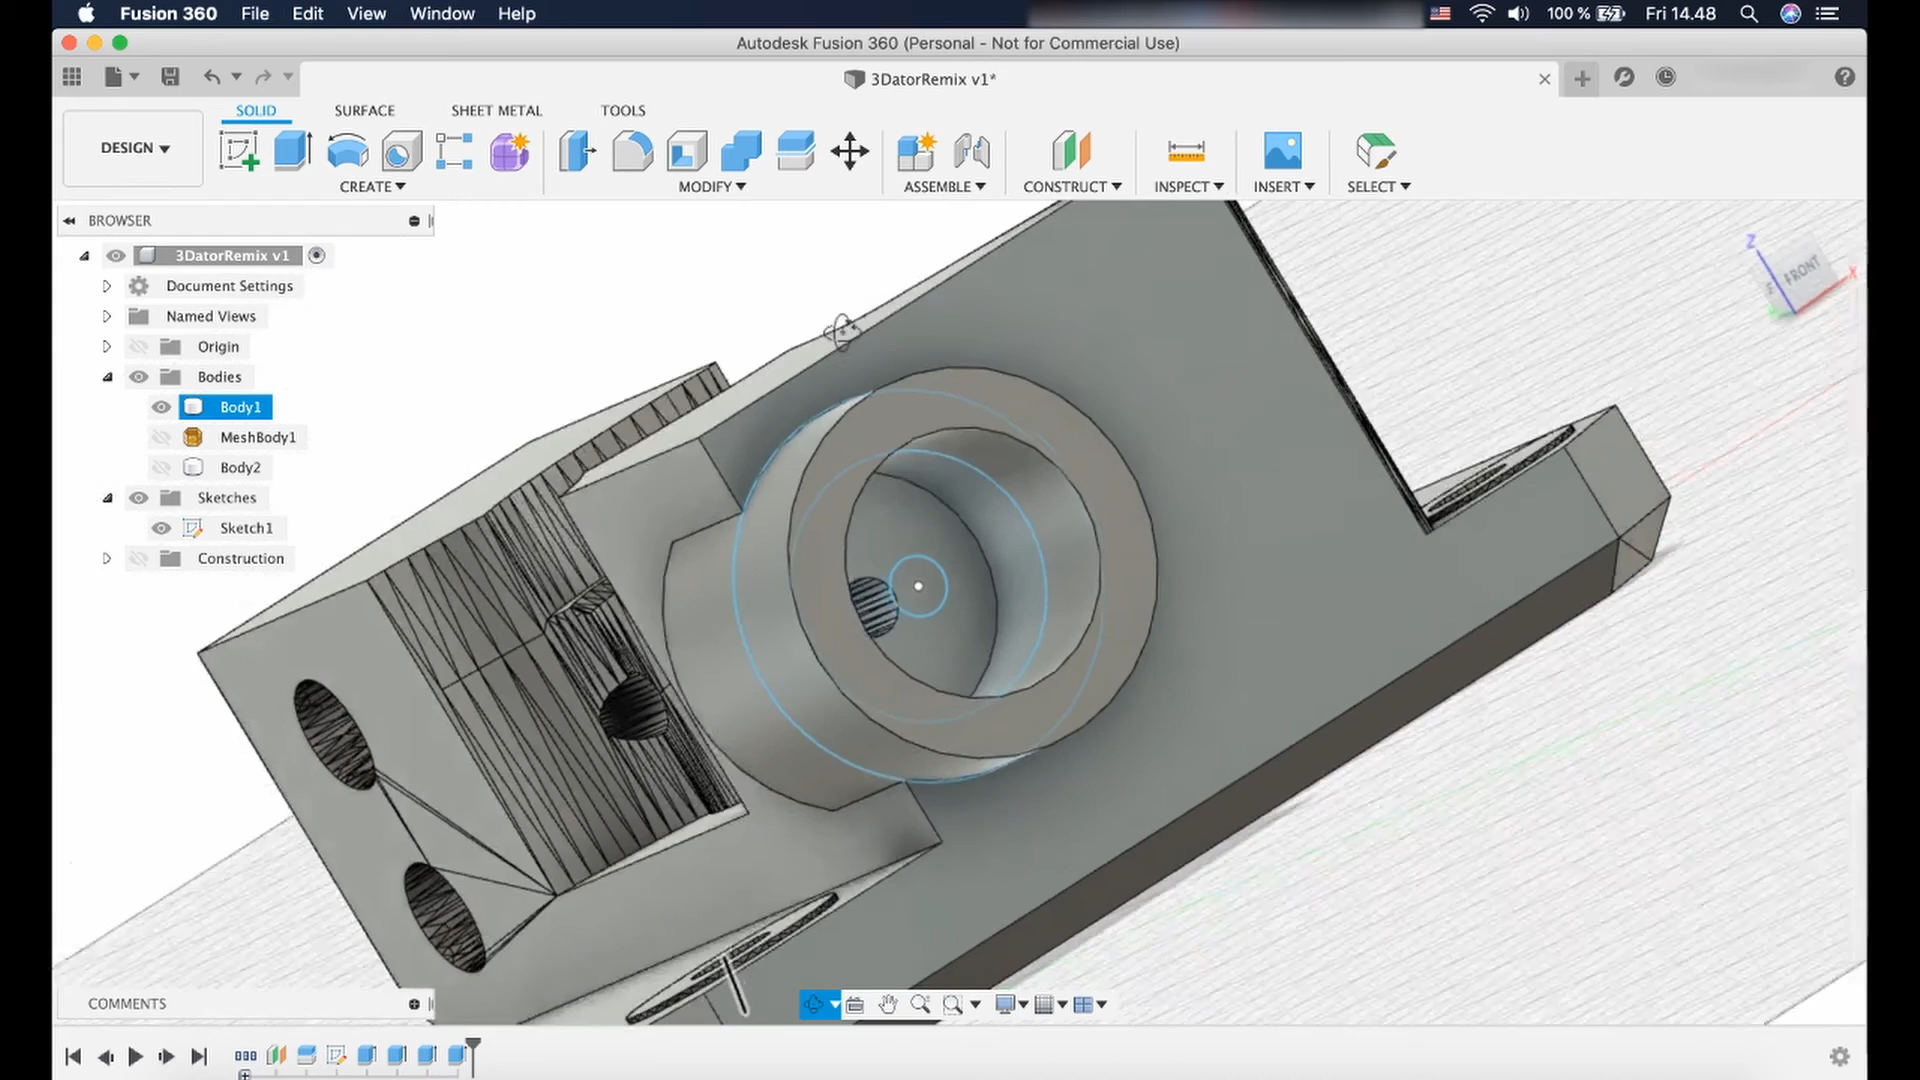 Fusion 360 File Edit View Window Help 100 % Fri 14.48
Autodesk Fusion 360 (Personal - Not for Commercial Use)
3DatorRemix v1*
SOLID SURFACE SHEET METAL TOOLS
DESIGN
CREATE MODIFY ASSEMBLE CONSTRUCT INSPECT INSERT SELECT
BROWSER
3DatorRemix v1
Document Settings
Named Views
Origin
Bodies
Body1
MeshBody1
Body2
Sketches
Sketch1
Construction
Z
FRONT
X
COMMENTS